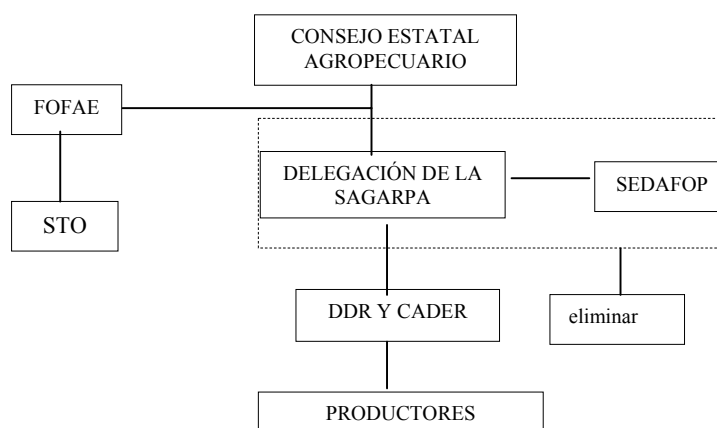 CONSEJO ESTATAL
AGROPECUARIO
FOFAE
DELEGACIÓN DE LA
SAGARPA
SEDAFOP
STO
DDR Y CADER
eliminar
PRODUCTORES